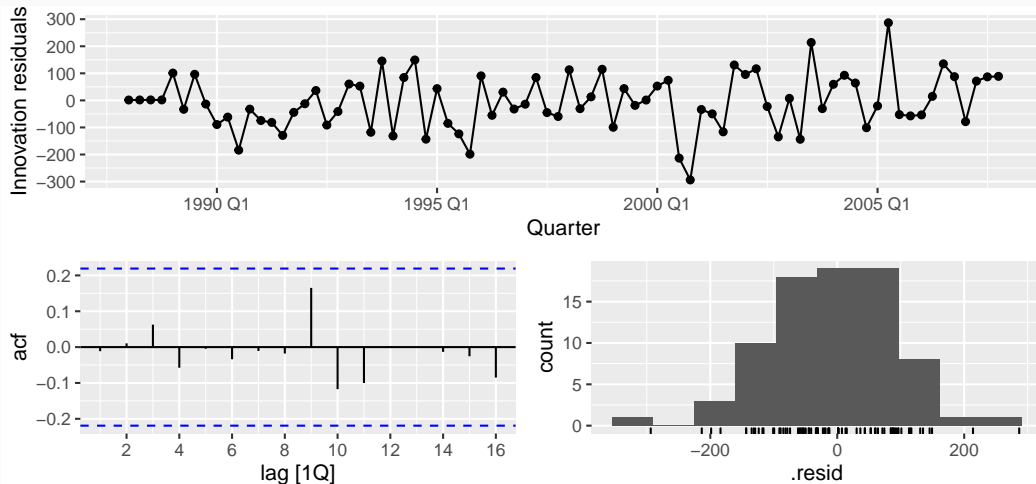 Innovation residuals
300
200
100
0
−100
−200
−300
1990 Q1
1995 Q1
2000 Q1
2005 Q1
Quarter
acf
0.2
0.1
0.0
−0.1
−0.2
2
4
6
8
10
12
14
16
lag [1Q]
count
15
10
5
0
−200
0
200
.resid